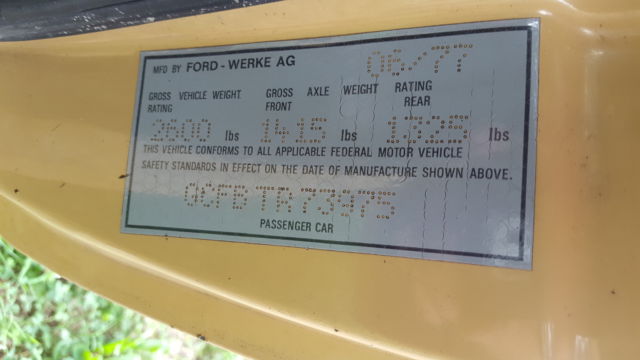 MFD BY FORD-WERKE AG 06/77
GROSS VEHICLE WEIGHT GROSS AXLE WEIGHT RATING
RATING FRONT REAR
2600 lbs 1415 lbs 1325 lbs
THIS VEHICLE CONFORMS TO ALL APPLICABLE FEDERAL MOTOR VEHICLE
SAFETY STANDARDS IN EFFECT ON THE DATE OF MANUFACTURE SHOWN ABOVE.
PASSENGER CAR